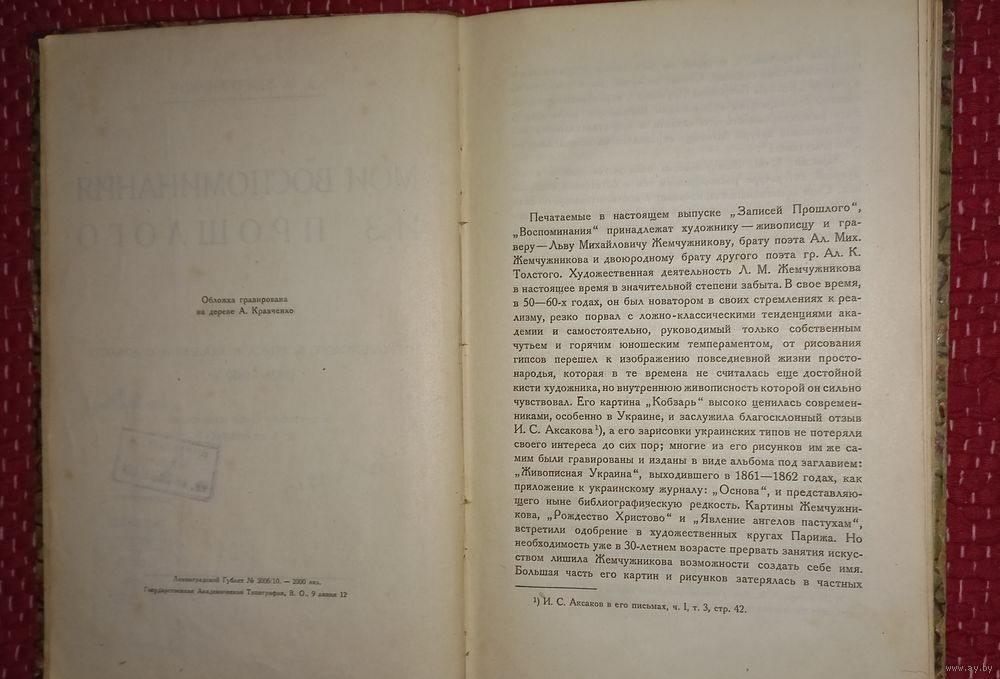 МОИ ВОСПОМИНАНИЯ
Обложка гравирована
на дереве А. Кравченко
Ленинградский Гублит № 3006/10. — 2000 экз.
Государственная Академическая Типография, В. О., 9 линия 12
Печатаемые в настоящем выпуске „Записей Прошлого“,
„Воспоминания“ принадлежат художнику — живописцу и гра-
веру — Льву Михайловичу Жемчужникову, брату поэта Ал. Мих.
Жемчужникова и двоюродному брату другого поэта гр. Ал. К.
Толстого. Художественная деятельность Л. М. Жемчужникова
в настоящее время в значительной степени забыта. В свое время,
в 50—60-х годах, он был новатором в своих стремлениях к реа-
лизму, резко порвал с ложно-классическими тенденциями ака-
демии и самостоятельно, руководимый только собственным
чутьем и горячим юношеским темпераментом, от рисования
гипсов перешел к изображению повседневной жизни просто-
народья, которая в те времена не считалась еще достойной
кисти художника, но внутреннюю живописность которой он сильно
чувствовал. Его картина „Кобзарь“ высоко ценилась современ-
никами, особенно в Украине, и заслужила благосклонный отзыв
И. С. Аксакова ¹), а его зарисовки украинских типов не потеряли
своего интереса до сих пор; многие из его рисунков им же са-
мим были гравированы и изданы в виде альбома под заглавием:
„Живописная Украина“, выходившего в 1861—1862 годах, как
приложение к украинскому журналу: „Основа“, и представляю-
щего ныне библиографическую редкость. Картины Жемчужни-
кова, „Рождество Христово“ и „Явление ангелов пастухам“,
встретили одобрение в художественных кругах Парижа. Но
необходимость уже в 30-летнем возрасте прервать занятия искус-
ством лишила Жемчужникова возможности создать себе имя.
Большая часть его картин и рисунков затерялась в частных
¹) И. С. Аксаков в его письмах, ч. I, т. 3, стр. 42.
www.ay.by